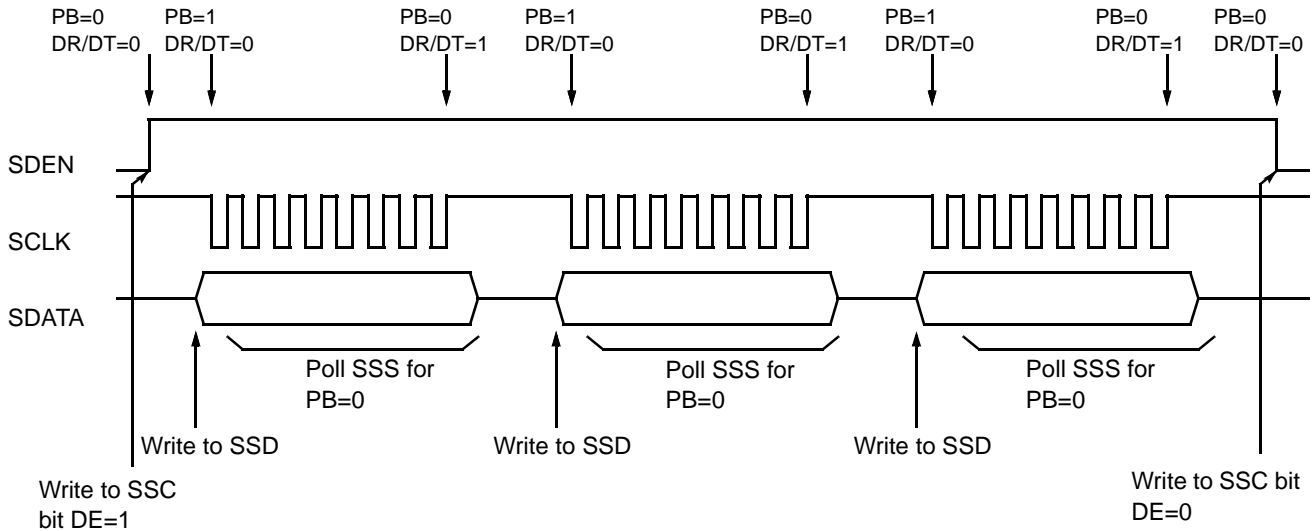 PB=0 PB=1 PB=0 PB=1 PB=0 PB=1 PB=0 PB=0
DR/DT=0 DR/DT=0 DR/DT=1 DR/DT=0 DR/DT=1 DR/DT=0 DR/DT=1 DR/DT=0
SDEN
SCLK
SDATA
Poll SSS for Poll SSS for Poll SSS for
PB=0 PB=0 PB=0
Write to SSD Write to SSD Write to SSD
Write to SSC
bit DE=1
Write to SSC bit
DE=0